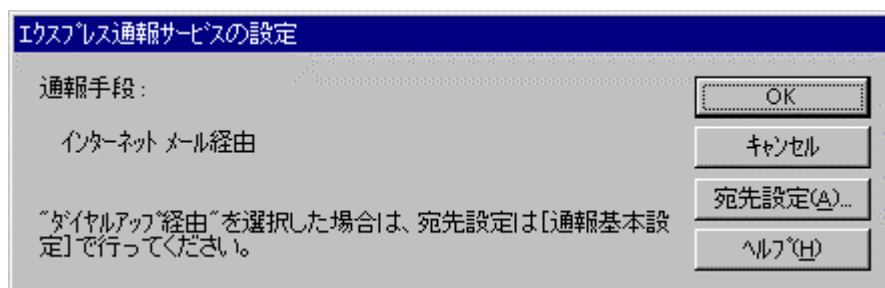 エクスプレス通報サービスの設定
通報手段:
インターネット メール経由
"ダイヤルアップ経由"を選択した場合は、宛先設定は[通報基本設
定]で行ってください。
OK
キャンセル
宛先設定(A)...
ヘルプ(H)